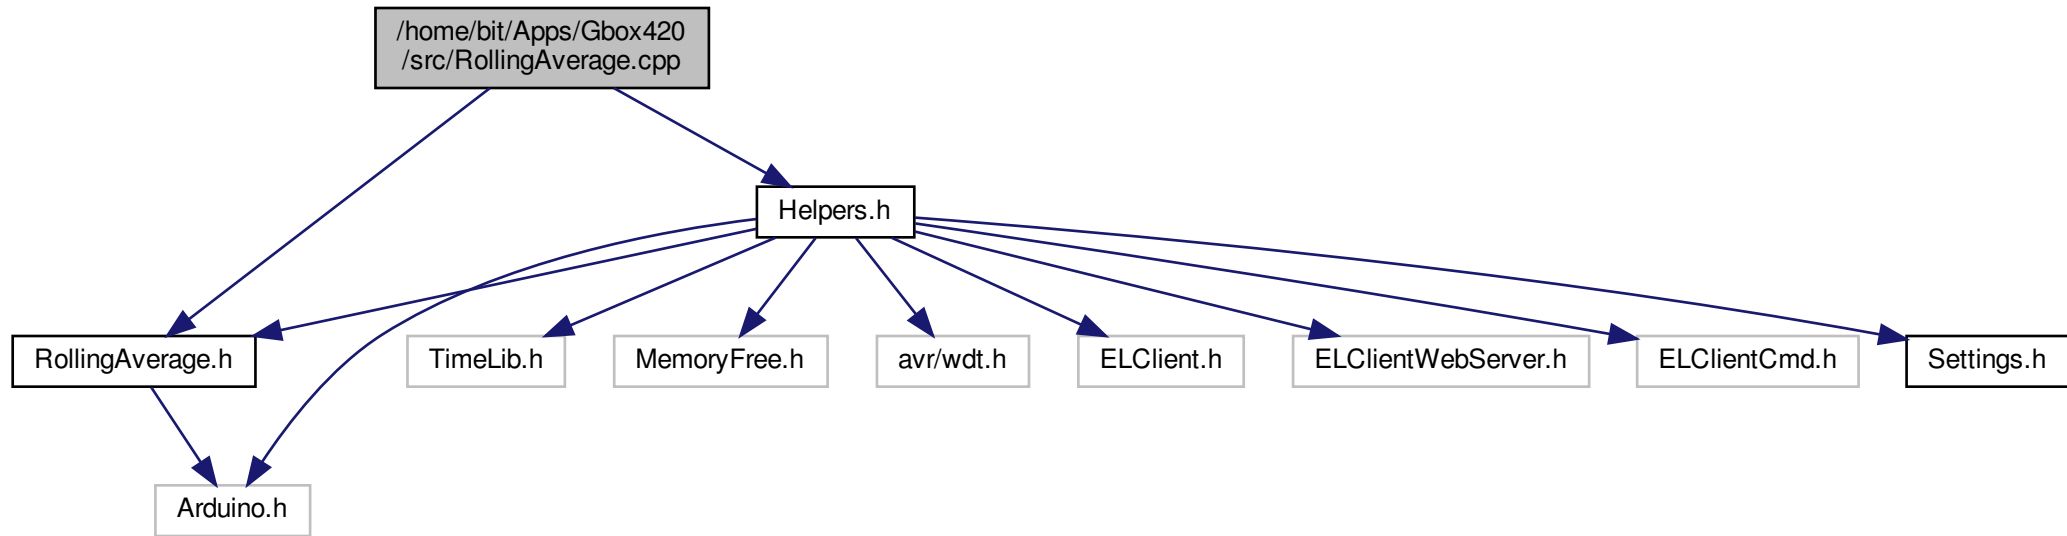 /home/bit/Apps/Gbox420
/src/RollingAverage.cpp
Helpers.h
RollingAverage.h
TimeLib.h
MemoryFree.h
avr/wdt.h
ELClient.h
ELClientWebServer.h
ELClientCmd.h
Settings.h
Arduino.h